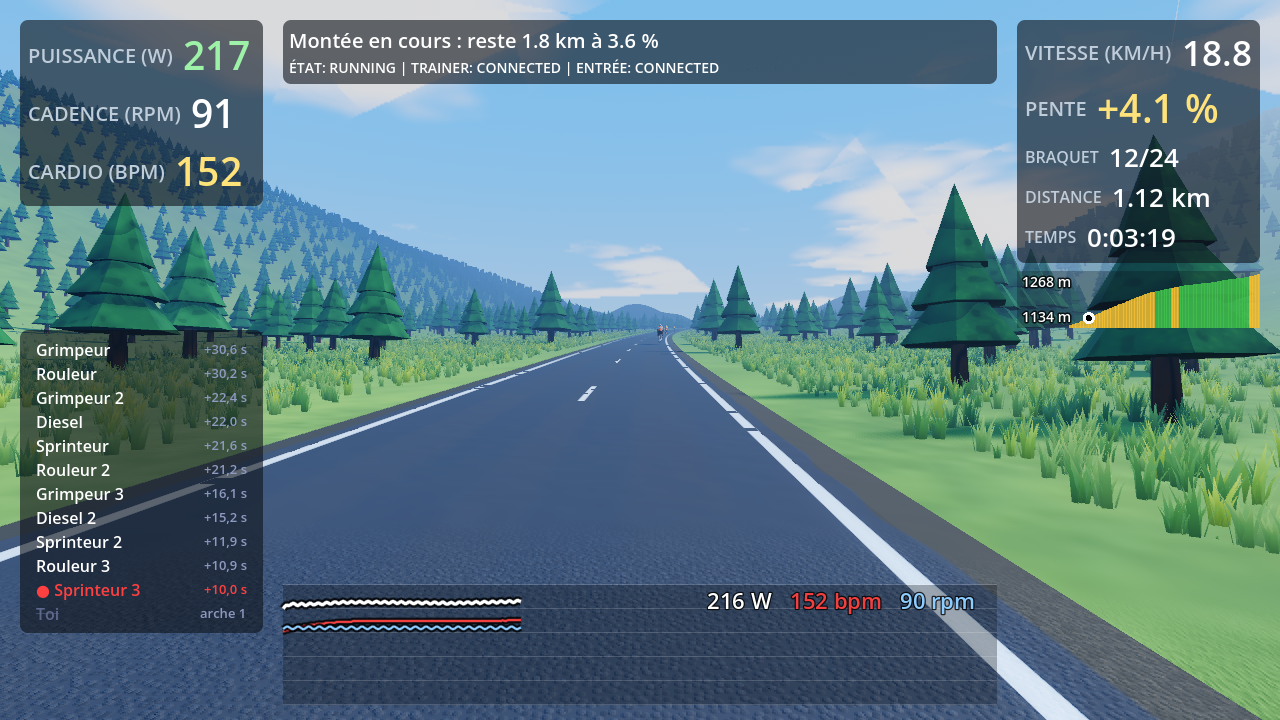 PUISSANCE (W) 217
CADENCE (RPM) 91
CARDIO (BPM) 152
Montée en cours : reste 1.8 km à 3.6 %
ÉTAT: RUNNING | TRAINER: CONNECTED | ENTRÉE: CONNECTED
VITESSE (KM/H) 18.8
PENTE +4.1 %
BRAQUET 12/24
DISTANCE 1.12 km
TEMPS 0:03:19
1268 m
1134 m
Grimpeur +30,6 s
Rouleur +30,2 s
Grimpeur 2 +22,4 s
Diesel +22,0 s
Sprinteur +21,6 s
Rouleur 2 +21,2 s
Grimpeur 3 +16,1 s
Diesel 2 +15,2 s
Sprinteur 2 +11,9 s
Rouleur 3 +10,9 s
Sprinteur 3 +10,0 s
Toi arche 1
216 W 152 bpm 90 rpm